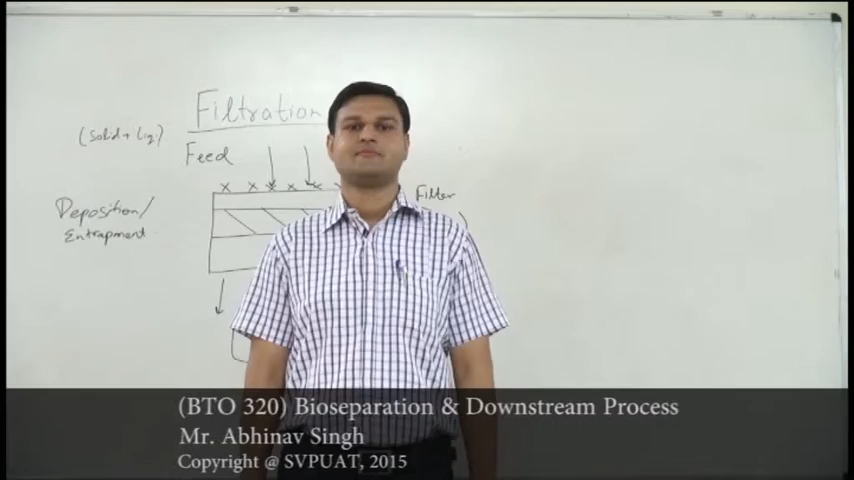 Filtration
(Solid + Liq.)
Feed
Filter
Deposition/
Entrapment
(BTO 320) Bioseparation & Downstream Process
Mr. Abhinav Singh
Copyright @ SVPUAT, 2015